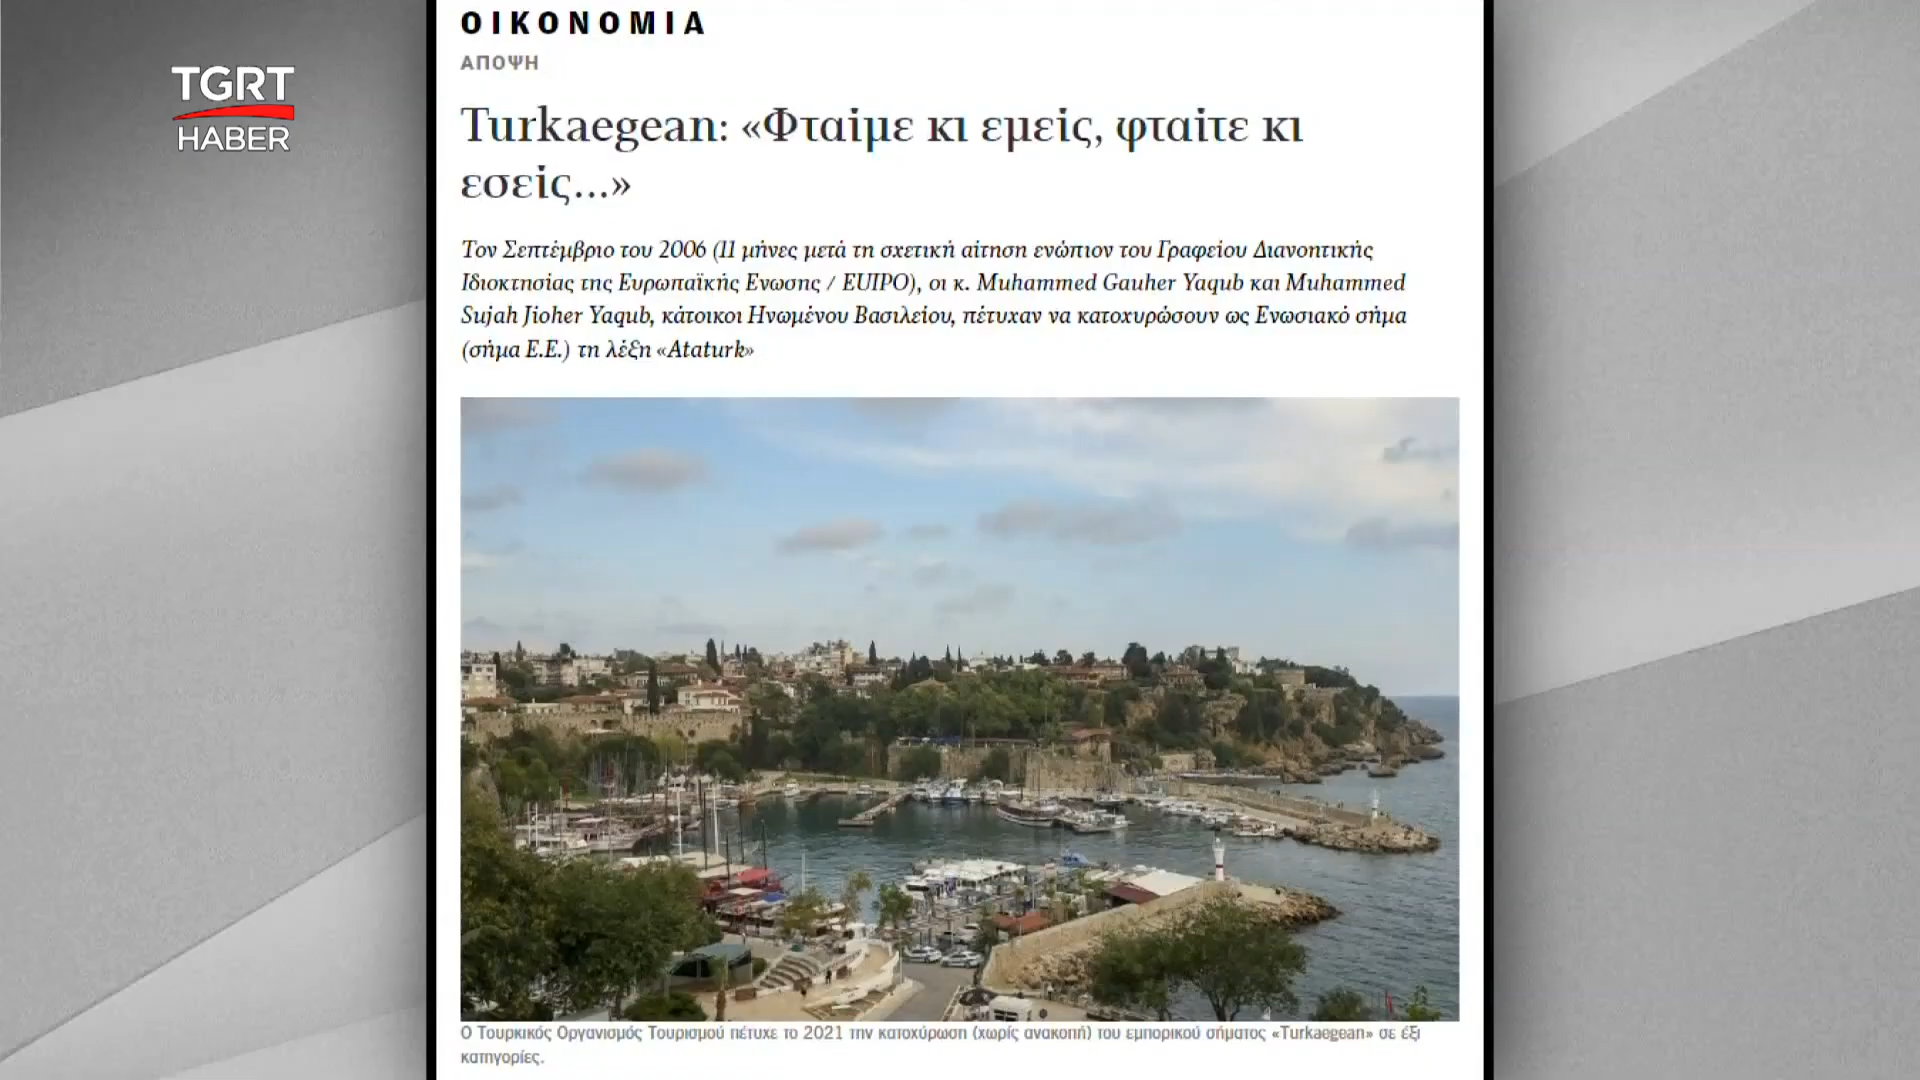 TGRT
HABER
ΟΙΚΟΝΟΜΙΑ
ΑΠΟΨΗ
Turkaegean: «Φταίμε κι εμείς, φταίτε κι
εσείς...»
Τον Σεπτέμβριο του 2006 (11 μήνες μετά τη σχετική αίτηση ενώπιον του Γραφείου Διανοητικής
Ιδιοκτησίας της Ευρωπαϊκής Ενωσης / EUIPO), οι κ. Muhammed Gauher Yaqub και Muhammed
Sujah Jioher Yaqub, κάτοικοι Ηνωμένου Βασιλείου, πέτυχαν να κατοχυρώσουν ως Ενωσιακό σήμα
(σήμα Ε.Ε.) τη λέξη «Ataturk»
Ο Τουρκικός Οργανισμός Τουρισμού πέτυχε το 2021 την κατοχύρωση (χωρίς ανακοπή) του εμπορικού σήματος «Turkaegean» σε έξι
κατηγορίες.